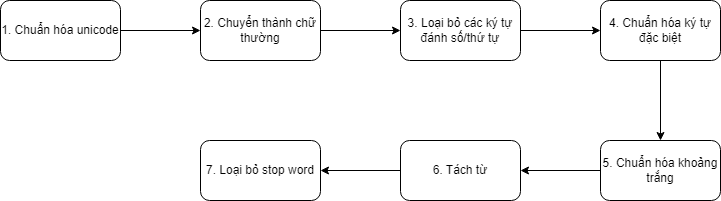 1. Chuẩn hóa unicode
2. Chuyển thành chữ
thường
3. Loại bỏ các ký tự
đánh số/thứ tự
4. Chuẩn hóa ký tự
đặc biệt
5. Chuẩn hóa khoảng
trắng
6. Tách từ
7. Loại bỏ stop word